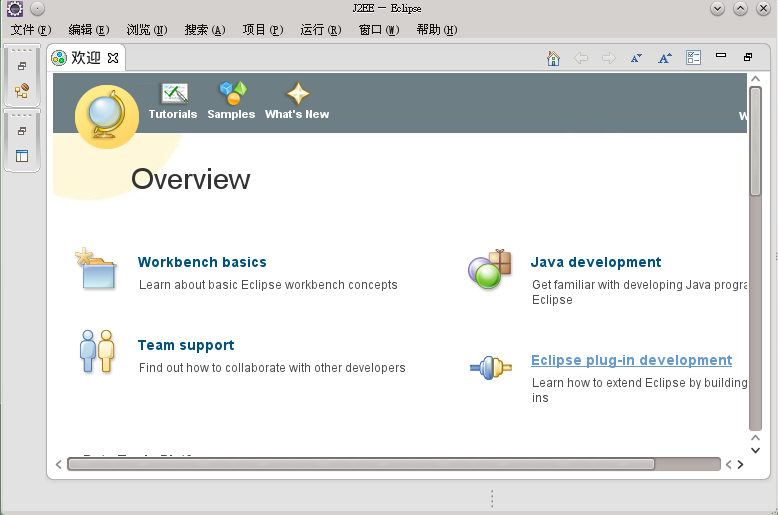 J2EE － Eclipse
文件(F) 编辑(E) 浏览(N) 搜索(A) 项目(P) 运行(R) 窗口(W) 帮助(H)
欢迎
Tutorials Samples What's New
W
Overview
Workbench basics
Learn about basic Eclipse workbench concepts
Java development
Get familiar with developing Java progra
Eclipse
Team support
Find out how to collaborate with other developers
Eclipse plug-in development
Learn how to extend Eclipse by building
ins